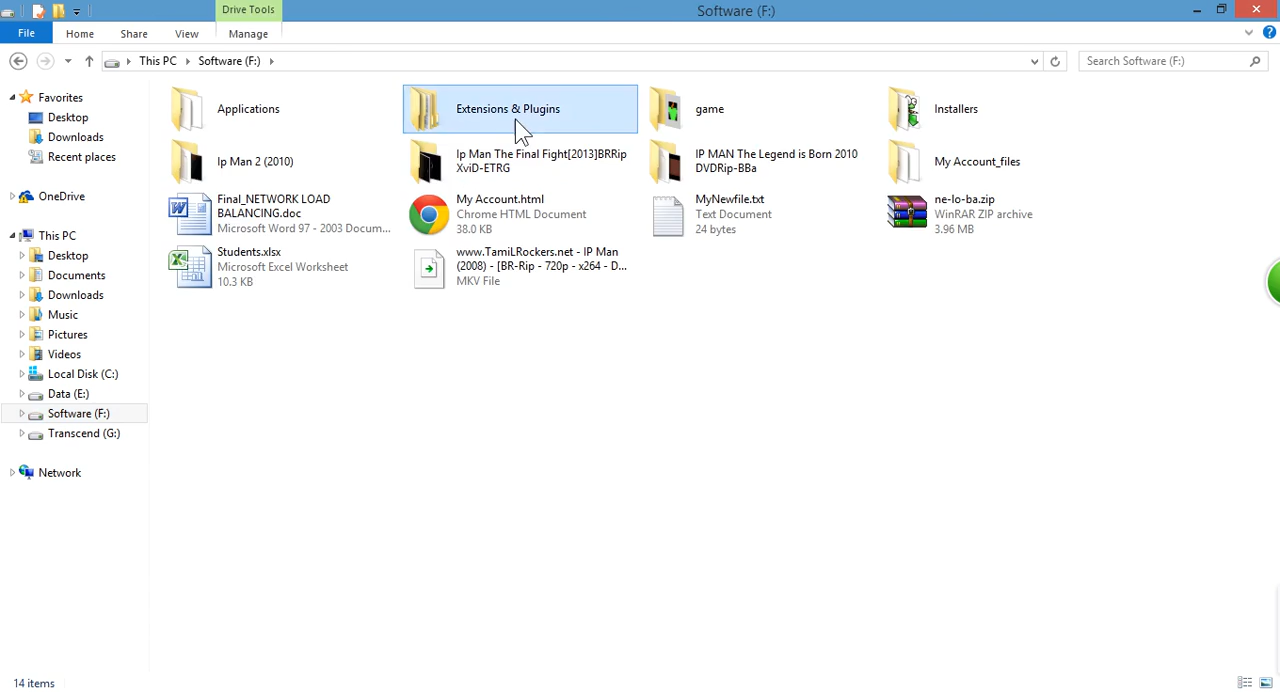 Drive Tools
Software (F:)
File
Home
Share
View
Manage
This PC
Software (F:)
Search Software (F:)
Favorites
Desktop
Downloads
Recent places
OneDrive
This PC
Desktop
Documents
Downloads
Music
Pictures
Videos
Local Disk (C:)
Data (E:)
Software (F:)
Transcend (G:)
Network
Applications
Extensions & Plugins
game
Installers
Ip Man 2 (2010)
Ip Man The Final Fight[2013]BRRip
XviD-ETRG
IP MAN The Legend is Born 2010
DVDRip-BBa
My Account_files
Final_NETWORK LOAD
BALANCING.doc
Microsoft Word 97 - 2003 Docum...
My Account.html
Chrome HTML Document
38.0 KB
MyNewfile.txt
Text Document
24 bytes
ne-lo-ba.zip
WinRAR ZIP archive
3.96 MB
Students.xlsx
Microsoft Excel Worksheet
10.3 KB
www.TamiLRockers.net - IP Man
(2008) - [BR-Rip - 720p - x264 - D...
MKV File
14 items